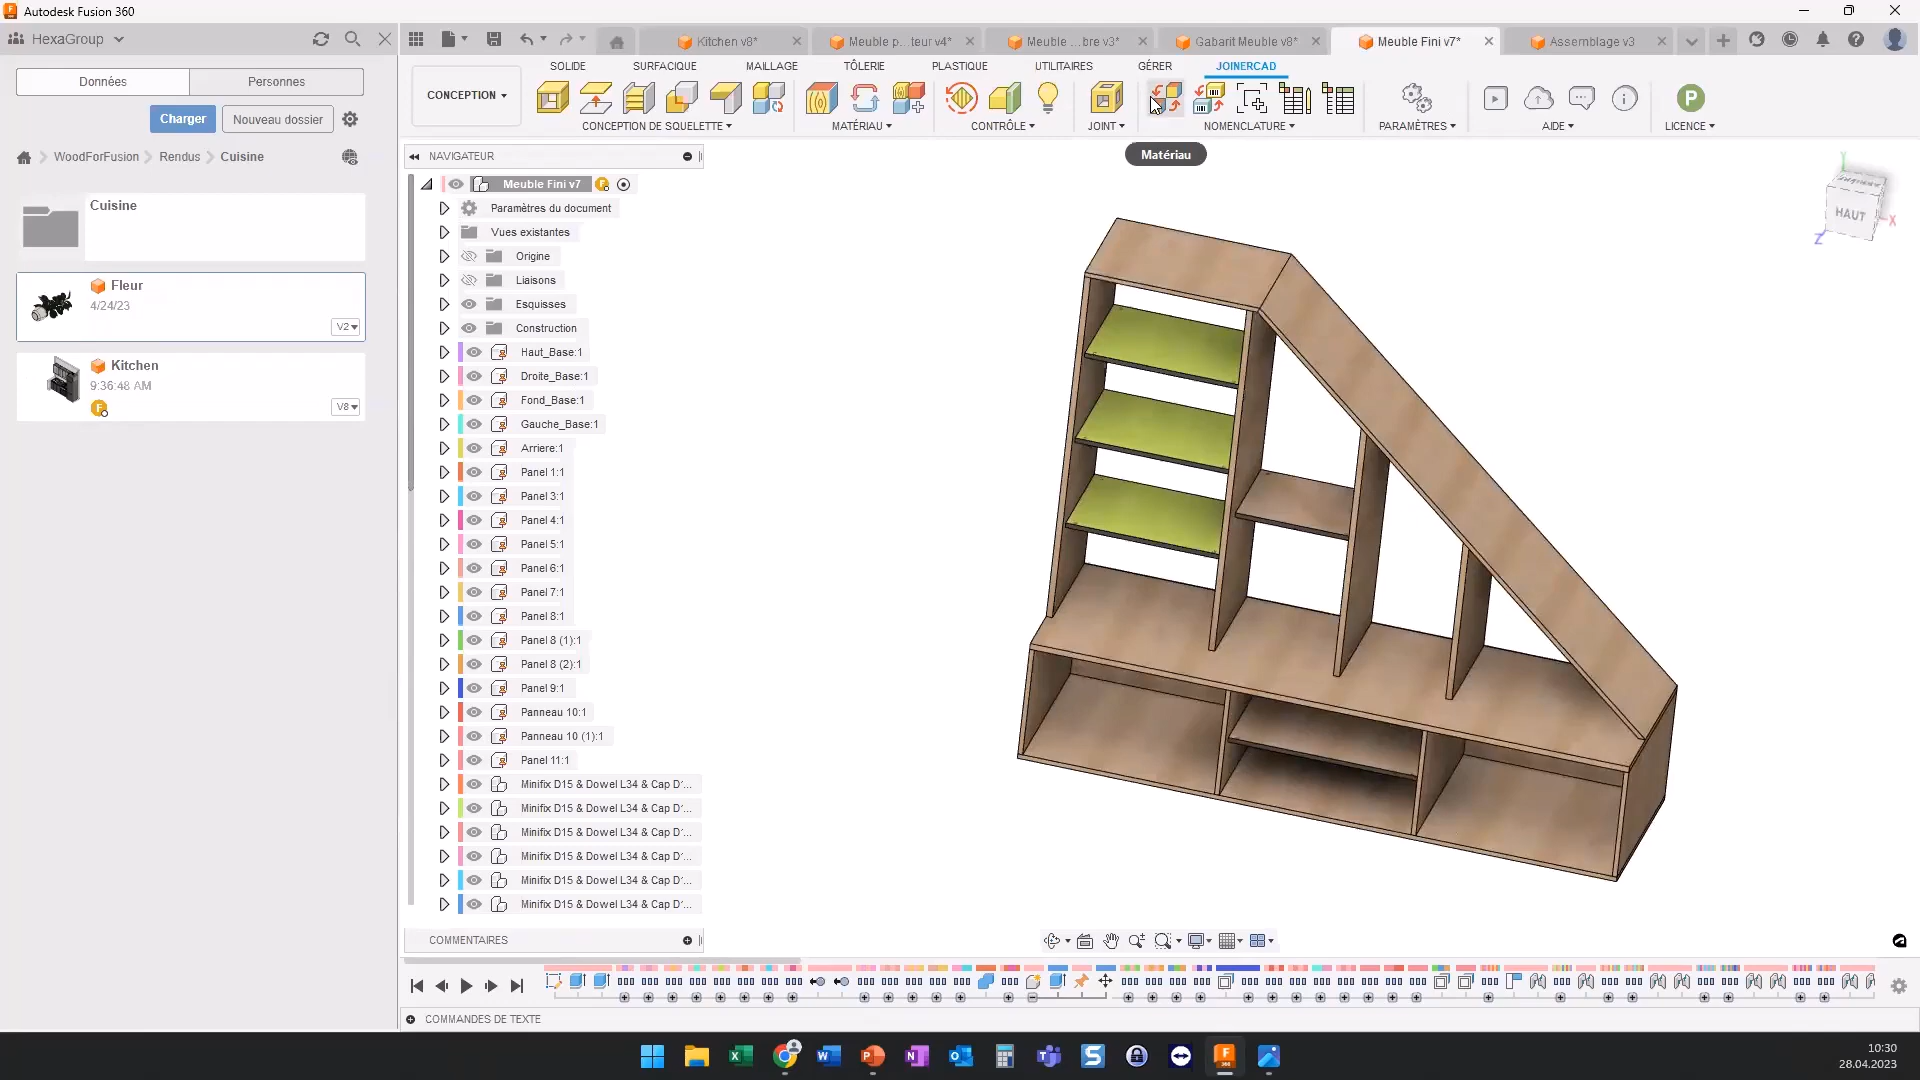 Autodesk Fusion 360
HexaGroup
Données
Personnes
Charger
Nouveau dossier
WoodForFusion
Rendus
Cuisine
Cuisine
Fleur
4/24/23
V2
Kitchen
9:36:48 AM
V8
Kitchen v8*
Meuble p...teur v4*
Meuble ...bre v3*
Gabarit Meuble v8*
Meuble Fini v7*
Assemblage v3
SOLIDE
SURFACIQUE
MAILLAGE
TÔLERIE
PLASTIQUE
UTILITAIRES
GÉRER
JOINERCAD
CONCEPTION
CONCEPTION DE SQUELETTE
MATÉRIAU
CONTRÔLE
JOINT
NOMENCLATURE
PARAMÈTRES
AIDE
LICENCE
Matériau
NAVIGATEUR
Meuble Fini v7
Paramètres du document
Vues existantes
Origine
Liaisons
Esquisses
Construction
Haut_Base:1
Droite_Base:1
Fond_Base:1
Gauche_Base:1
Arriere:1
Panel 1:1
Panel 3:1
Panel 4:1
Panel 5:1
Panel 6:1
Panel 7:1
Panel 8:1
Panel 8 (1):1
Panel 8 (2):1
Panel 9:1
Panneau 10:1
Panneau 10 (1):1
Panel 11:1
Minifix D15 & Dowel L34 & Cap D1...
Minifix D15 & Dowel L34 & Cap D1...
Minifix D15 & Dowel L34 & Cap D1...
Minifix D15 & Dowel L34 & Cap D1...
Minifix D15 & Dowel L34 & Cap D1...
Minifix D15 & Dowel L34 & Cap D1...
HAUT
Y
X
Z
COMMENTAIRES
COMMANDES DE TEXTE
10:30
28.04.2023